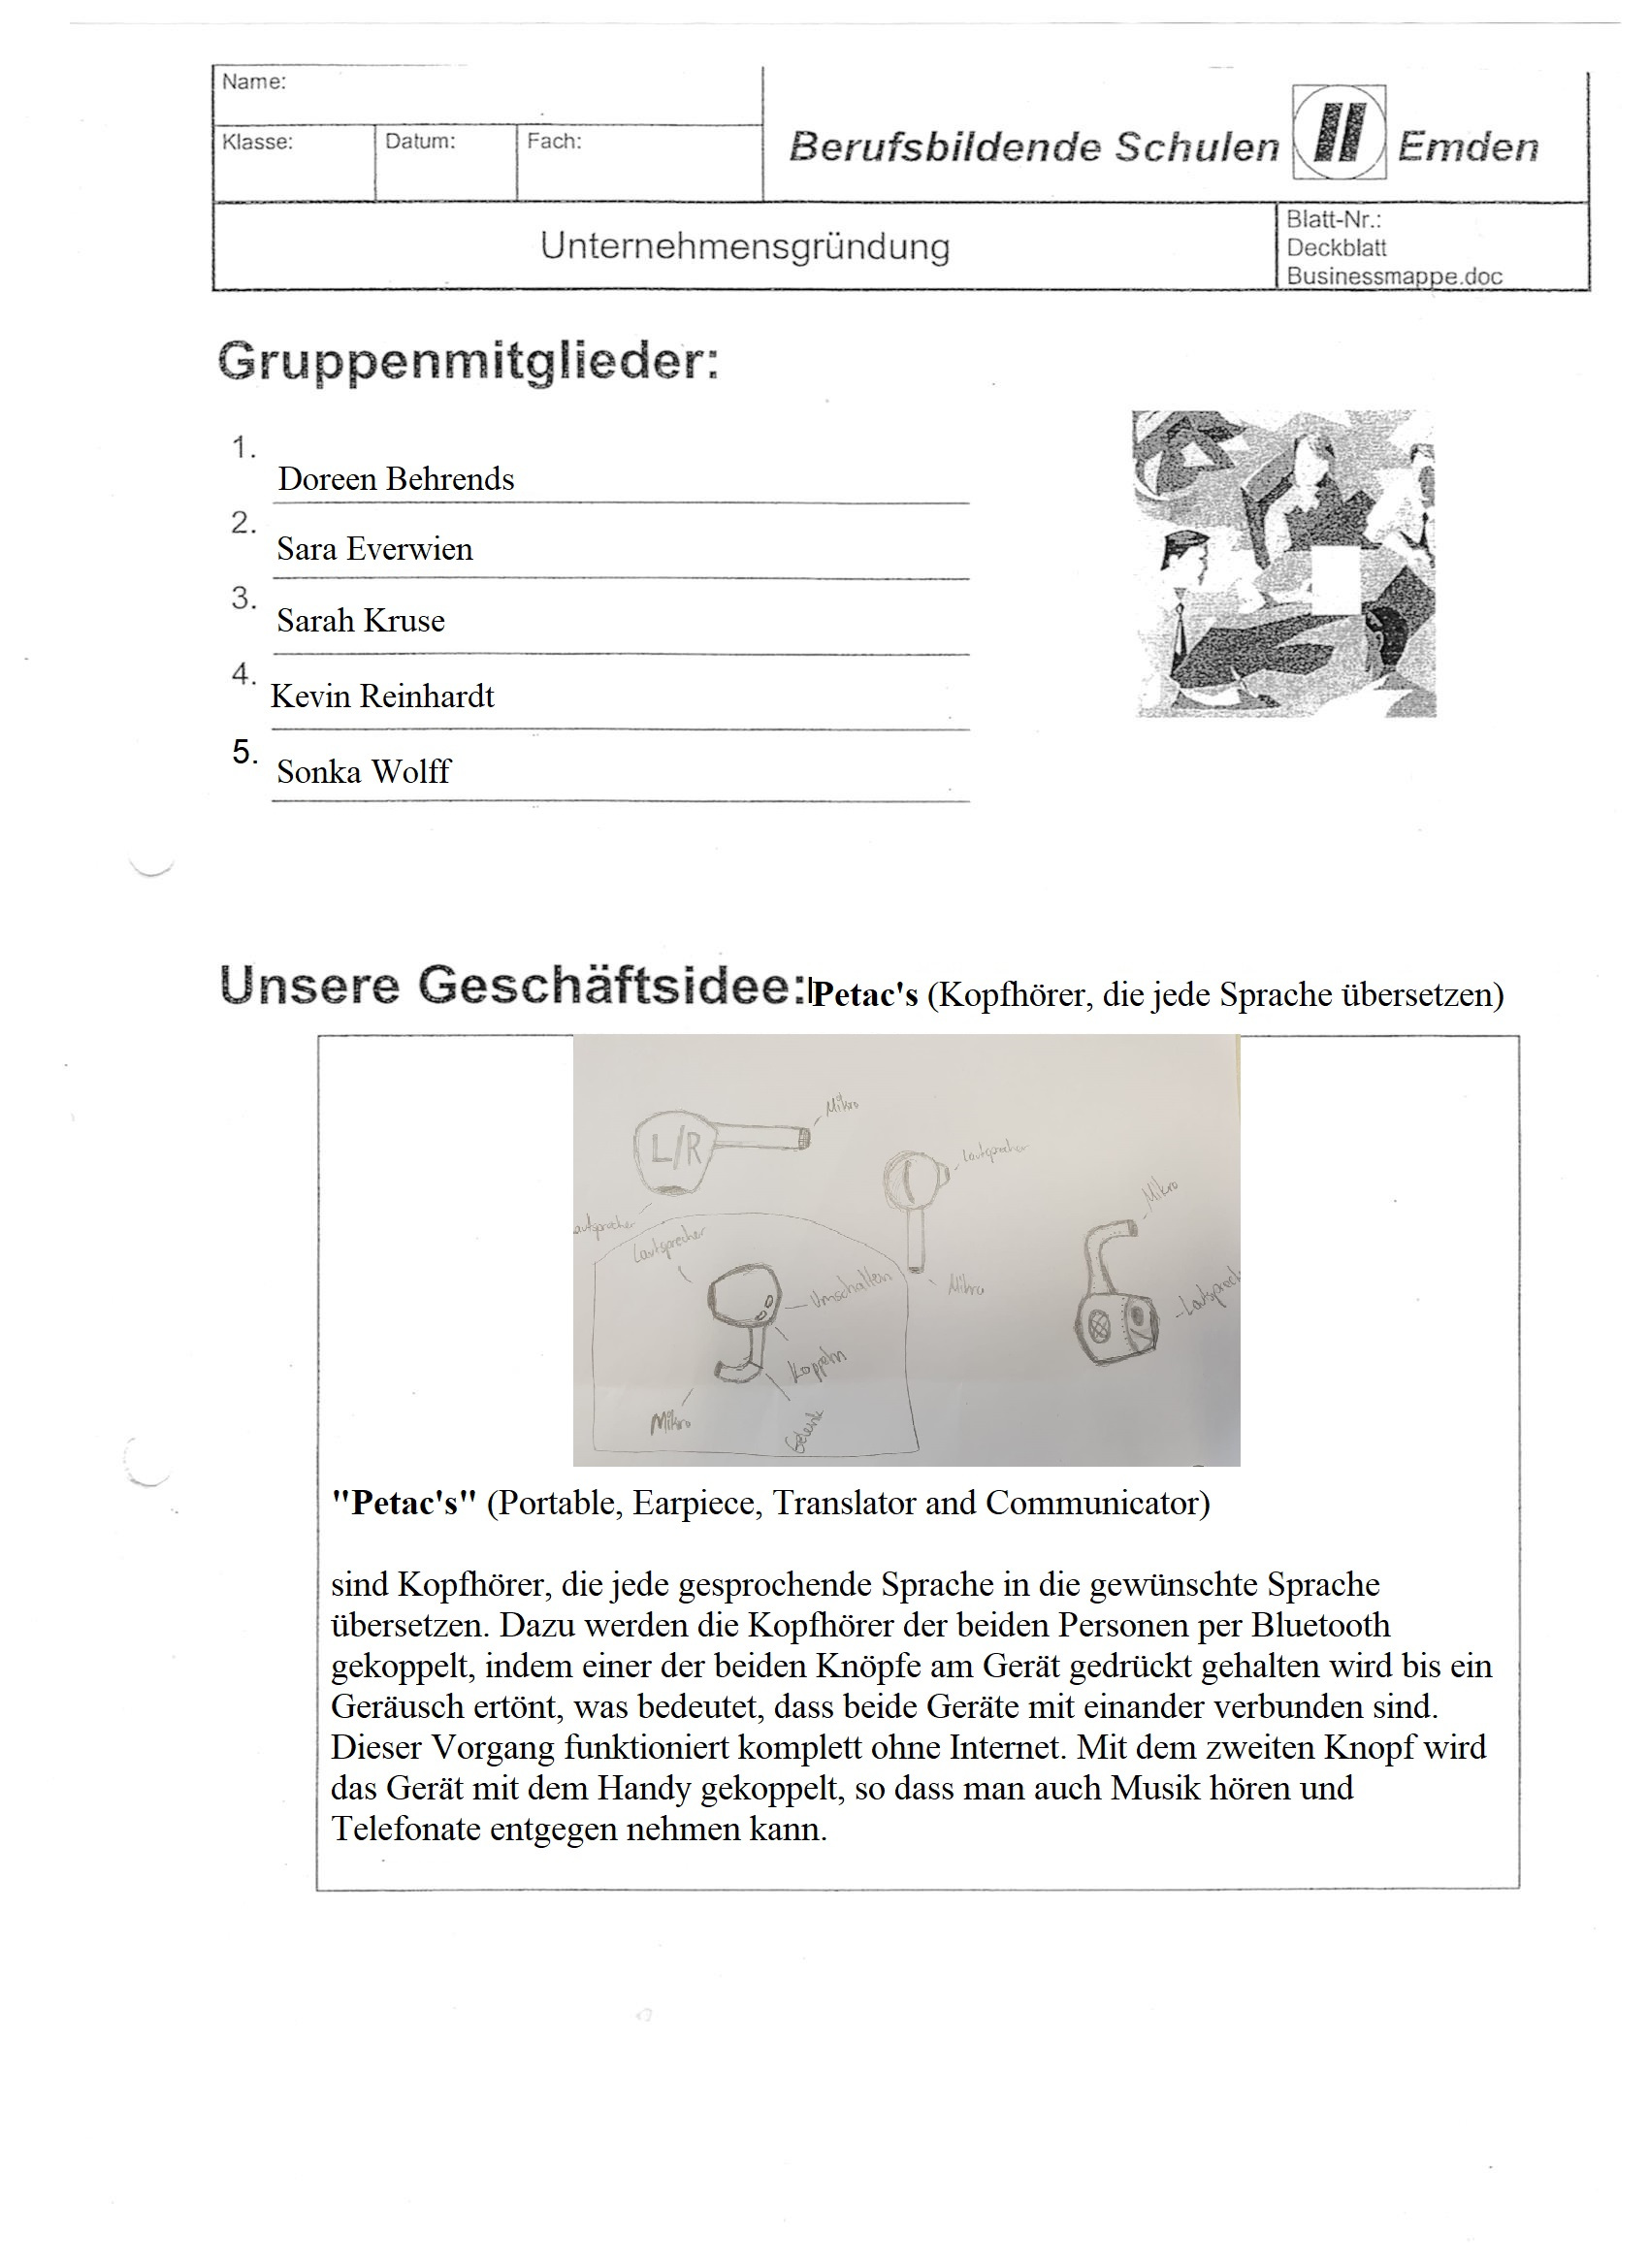 Name:
Klasse: Datum: Fach:
Berufsbildende Schulen II Emden
Unternehmensgründung
Blatt-Nr.:
Deckblatt
Businessmappe.doc
Gruppenmitglieder:
1. Doreen Behrends
2. Sara Everwien
3. Sarah Kruse
4. Kevin Reinhardt
5. Sonka Wolff
Unsere Geschäftsidee: Petac's (Kopfhörer, die jede Sprache übersetzen)
Mikro
L/R
Lautsprecher
Mikro
autsprecher
Lautsprecher
Umschalten
Mikro
Lautsprech
Koppeln
Mikro
Gelenk
"Petac's" (Portable, Earpiece, Translator and Communicator)
sind Kopfhörer, die jede gesprochende Sprache in die gewünschte Sprache
übersetzen. Dazu werden die Kopfhörer der beiden Personen per Bluetooth
gekoppelt, indem einer der beiden Knöpfe am Gerät gedrückt gehalten wird bis ein
Geräusch ertönt, was bedeutet, dass beide Geräte mit einander verbunden sind.
Dieser Vorgang funktioniert komplett ohne Internet. Mit dem zweiten Knopf wird
das Gerät mit dem Handy gekoppelt, so dass man auch Musik hören und
Telefonate entgegen nehmen kann.